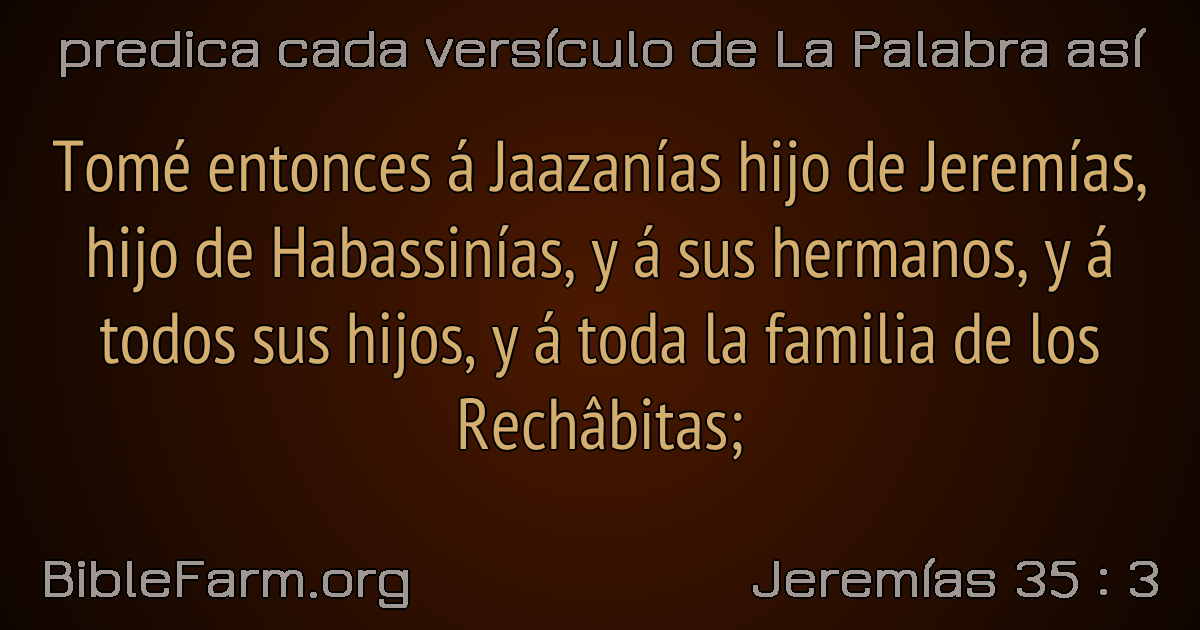 predica cada versículo de La Palabra así
Tomé entonces á Jaazanías hijo de Jeremías,
hijo de Habassinías, y á sus hermanos, y á
todos sus hijos, y á toda la familia de los
Rechâbitas;
BibleFarm.org
Jeremías 35 : 3